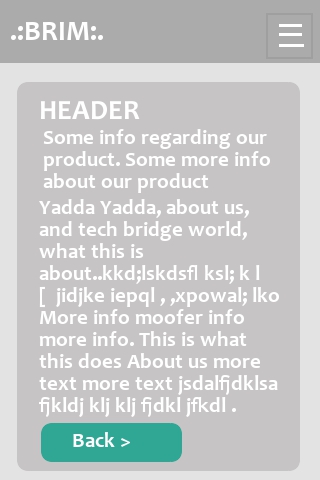 .:BRIM:.
HEADER
Some info regarding our
product. Some more info
about our product
Yadda Yadda, about us,
and tech bridge world,
what this is
about..kkd;lskdsfl ksl; k l
[ jidjke iepql , ,xpowal; lko
More info moofer info
more info. This is what
this does About us more
text more text jsdalfjdklsa
fjkldj klj klj fjdkl jfkdl .
Back >